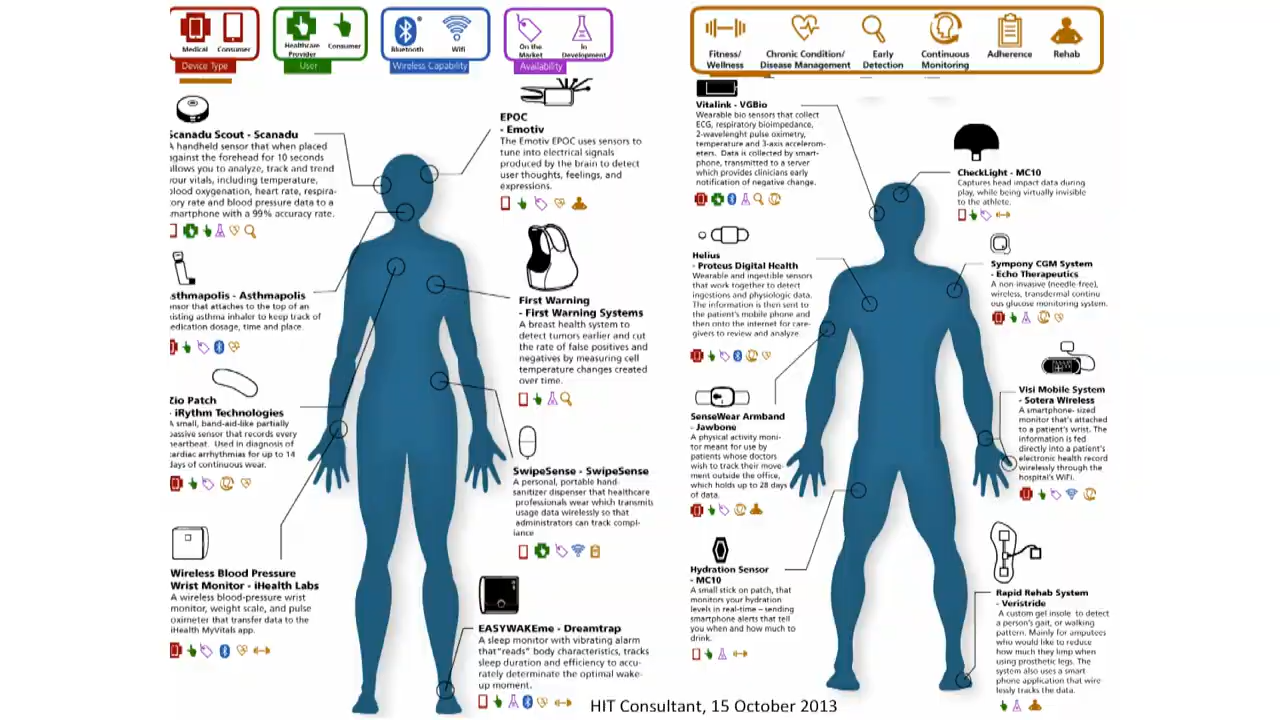 Medical Consumer
Device Type
Healthcare
Provider Consumer
User
Bluetooth Wifi
Wireless Capability
On the
Market
In
Development
Availability
Fitness/
Wellness
Chronic Condition/
Disease Management
Early
Detection
Continuous
Monitoring
Adherence
Rehab
Scanadu Scout - Scanadu
A handheld sensor that when placed
against the forehead for 10 seconds
allows you to analyze, track and trend
your vitals, including temperature,
blood oxygenation, heart rate, respira-
tory rate and blood pressure data to a
smartphone with a 99% accuracy rate.
sthmapolis - Asthmapolis
nsor that attaches to the top of an
isting asthma inhaler to keep track of
edication dosage, time and place.
Zio Patch
- iRythm Technologies
A small, band-aid-like partially
passive sensor that records every
heartbeat. Used in diagnosis of
cardiac arrhythmias for up to 14
days of continuous wear.
Wireless Blood Pressure
Wrist Monitor - iHealth Labs
A wireless blood-pressure wrist
monitor, weight scale, and pulse
oximeter that transfer data to the
iHealth MyVitals app.
EPOC
- Emotiv
The Emotiv EPOC uses sensors to
tune into electrical signals
produced by the brain to detect
user thoughts, feelings, and
expressions.
First Warning
- First Warning Systems
A breast health system to
detect tumors earlier and cut
the rate of false positives and
negatives by measuring cell
temperature changes created
over time.
SwipeSense - SwipeSense
A personal, portable hand-
sanitizer dispenser that healthcare
professionals wear which transmits
usage data wirelessly so that
administrators can track compl-
iance
EASYWAKEme - Dreamtrap
A sleep monitor with vibrating alarm
that"reads" body characteristics, tracks
sleep duration and efficiency to accu-
rately determinate the optimal wake-
up moment.
Vitalink - VGBio
Wearable bio sensors that collect
ECG, respiratory bioimpedance,
2-wavelenght pulse oximetry,
temperature and 3-axis accelerom-
eters. Data is collected by smart-
phone, transmitted to a server
which provides clinicians early
notification of negative change.
Helius
- Proteus Digital Health
Wearable and ingestible sensors
that work together to detect
ingestions and physiologic data.
The information is then sent to
the patient's mobile phone and
then onto the internet for care-
givers to review and analyze
SenseWear Armband
- Jawbone
A physical activity moni-
tor meant for use by
patients whose doctors
wish to track their move-
ment outside the office,
which holds up to 28 days
of data.
Hydration Sensor
- MC10
A small stick on patch, that
monitors your hydration
levels in real-time – sending
smartphone alerts that tell
you when and how much to
drink.
CheckLight - MC10
Captures head impact data during
play, while being virtually invisible
to the athlete.
Sympony CGM System
- Echo Therapeutics
A non-invasive (needle-free),
wireless, transdermal continu
ous glucose monitoring system.
Visi Mobile System
- Sotera Wireless
A smartphone- sized
monitor that's attached
to a patient's wrist. The
information is fed
directly into a patient's
electronic health record
wirelessly through the
hospital's WiFi.
Rapid Rehab System
- Veristride
A custom gel insole to detect
a person's gait, or walking
pattern. Mainly for amputees
who would like to reduce
how much they limp when
using prosthetic legs. The
system also uses a smart
phone application that wire
lessly tracks the data.
HIT Consultant, 15 October 2013